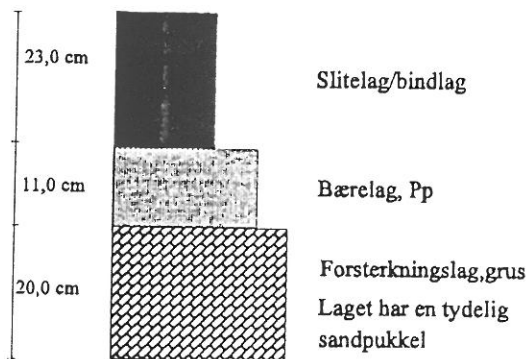 23,0 cm
Slitelag/bindlag
11,0 cm
Bærelag, Pp
20,0 cm
Forsterkningslag,grus
Laget har en tydelig
sandpukkel